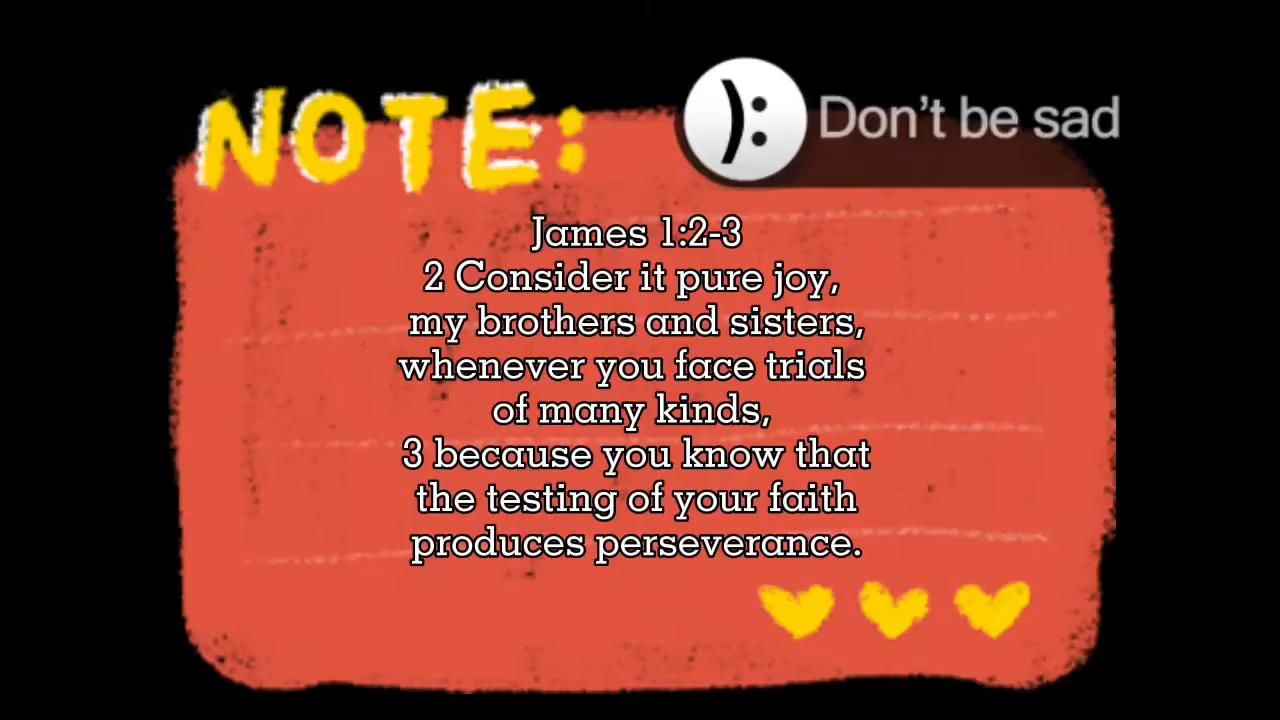 NOTE:
):
Don't be sad
James 1:2-3
2 Consider it pure joy,
my brothers and sisters,
whenever you face trials
of many kinds,
3 because you know that
the testing of your faith
produces perseverance.